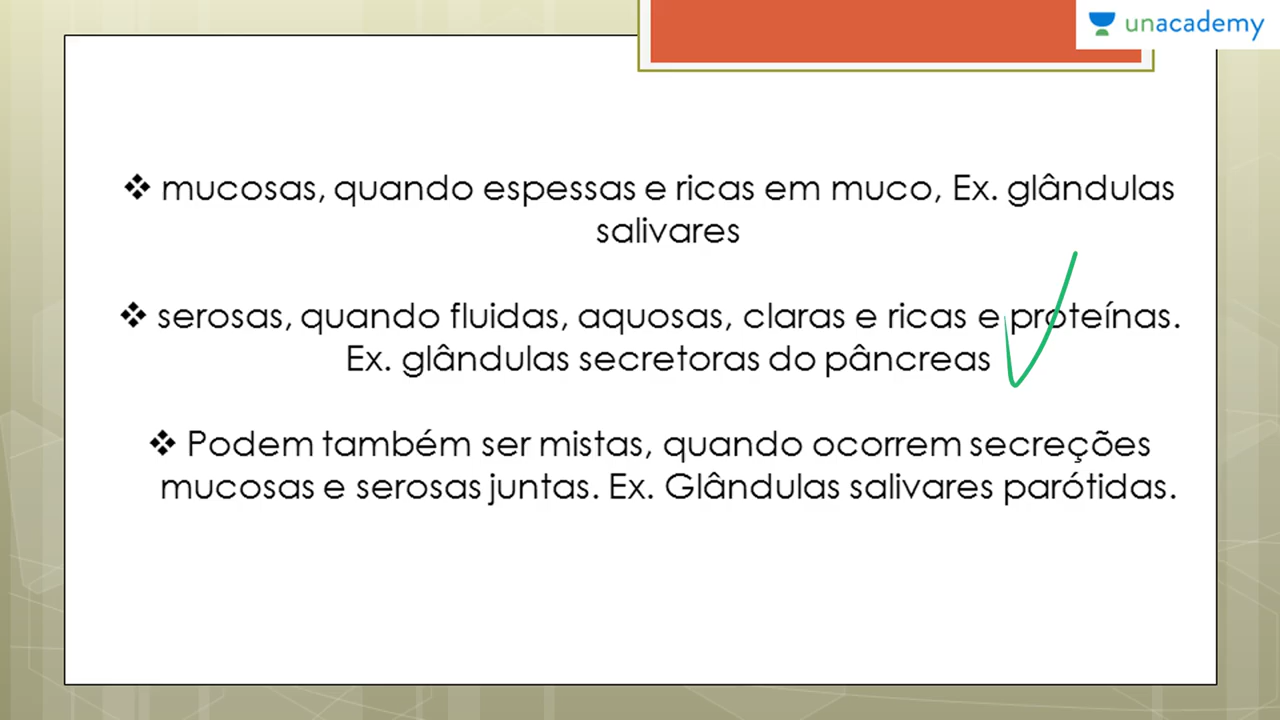 unacademy
❖ mucosas, quando espessas e ricas em muco, Ex. glândulas
salivares
❖ serosas, quando fluidas, aquosas, claras e ricas e proteínas.
Ex. glândulas secretoras do pâncreas
❖ Podem também ser mistas, quando ocorrem secreções
mucosas e serosas juntas. Ex. Glândulas salivares parótidas.